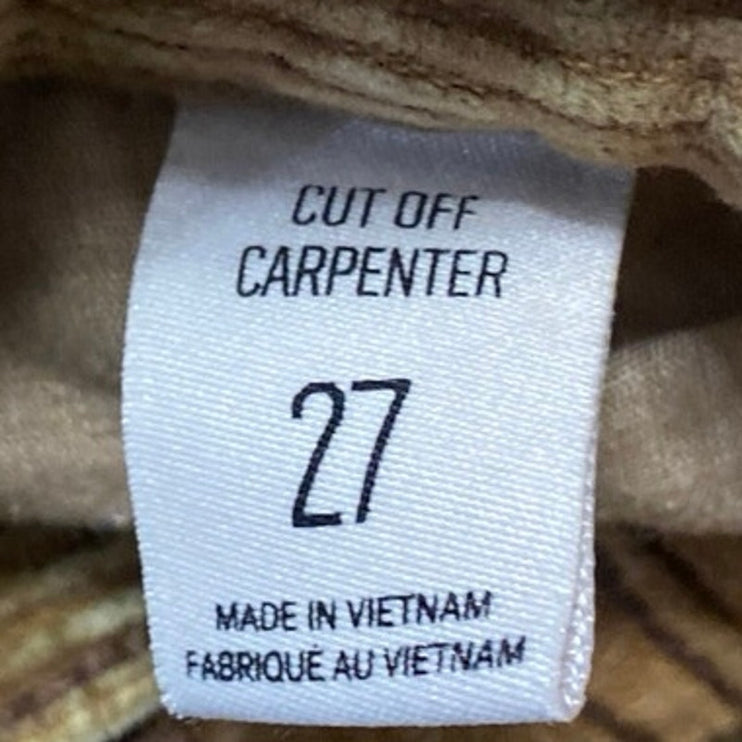 CUT OFF
CARPENTER
27
MADE IN VIETNAM
FABRIQUÉ AU VIETNAM